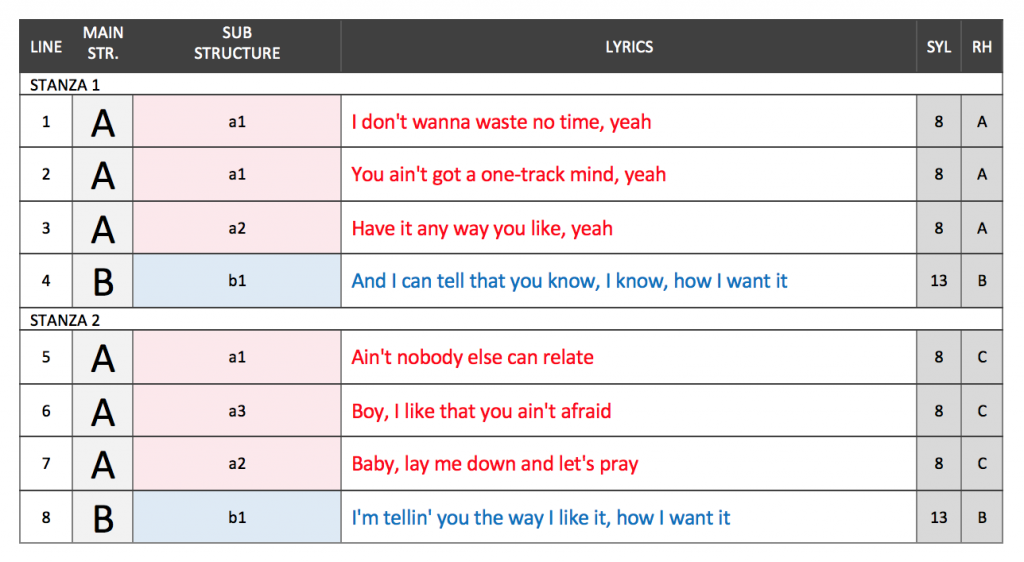 LINE MAIN STR. SUB STRUCTURE LYRICS SYL RH
STANZA 1
1 A a1 I don't wanna waste no time, yeah 8 A
2 A a1 You ain't got a one-track mind, yeah 8 A
3 A a2 Have it any way you like, yeah 8 A
4 B b1 And I can tell that you know, I know, how I want it 13 B
STANZA 2
5 A a1 Ain't nobody else can relate 8 C
6 A a3 Boy, I like that you ain't afraid 8 C
7 A a2 Baby, lay me down and let's pray 8 C
8 B b1 I'm tellin' you the way I like it, how I want it 13 B